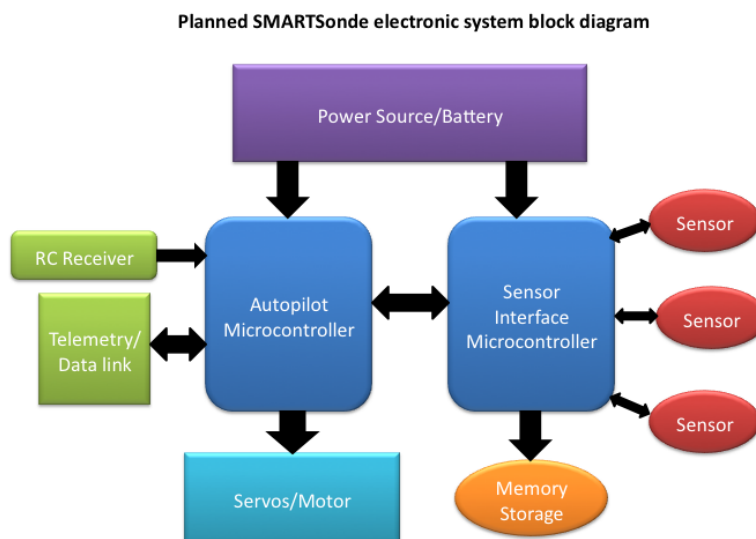 Planned SMARTSonde electronic system block diagram
Power Source/Battery
RC Receiver
Telemetry/
Data link
Autopilot
Microcontroller
Sensor
Interface
Microcontroller
Sensor
Sensor
Sensor
Servos/Motor
Memory
Storage